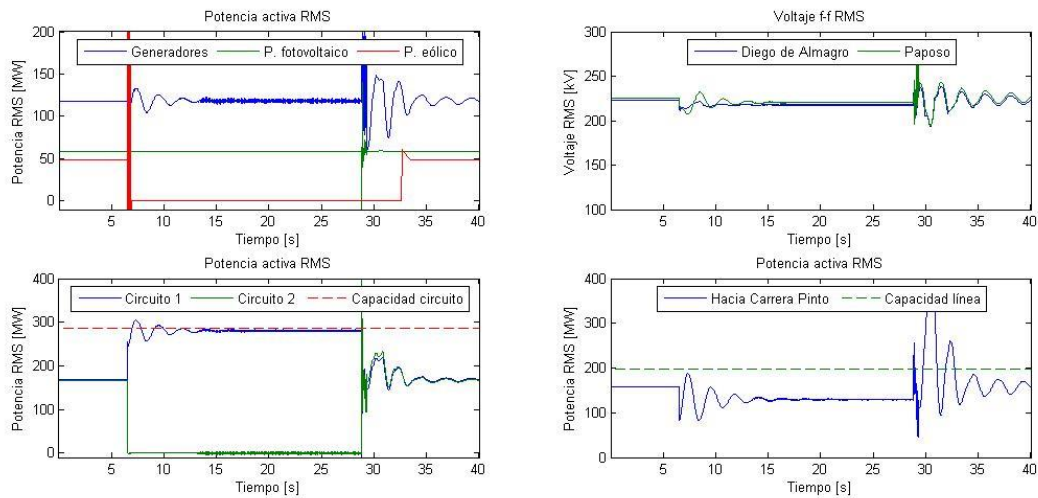 Potencia activa RMS
Generadores P. fotovoltaico P. eólico
Potencia RMS [MW]
200
150
100
50
0
5 10 15 20 25 30 35 40
Tiempo [s]
Voltaje f-f RMS
Diego de Almagro Paposo
Voltaje RMS [kV]
300
250
200
150
100
5 10 15 20 25 30 35 40
Tiempo [s]
Potencia activa RMS
Circuito 1 Circuito 2 Capacidad circuito
Potencia RMS [MW]
400
300
200
100
0
5 10 15 20 25 30 35 40
Tiempo [s]
Potencia activa RMS
Hacia Carrera Pinto Capacidad línea
Potencia RMS [MW]
400
300
200
100
0
5 10 15 20 25 30 35 40
Tiempo [s]